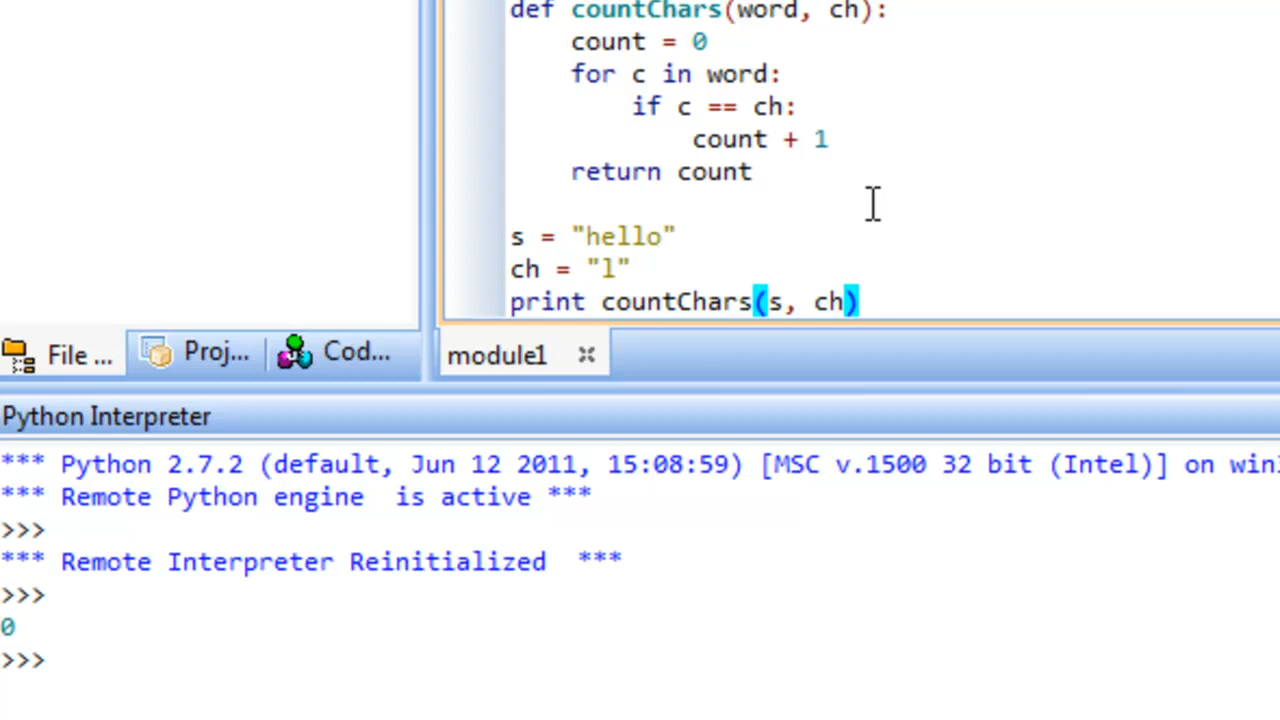 def countChars(word, ch):
    count = 0
    for c in word:
        if c == ch:
            count + 1
    return count
s = "hello"
ch = "l"
print countChars(s, ch)
File ... Proj... Cod... module1
Python Interpreter
*** Python 2.7.2 (default, Jun 12 2011, 15:08:59) [MSC v.1500 32 bit (Intel)] on
*** Remote Python engine  is active ***
>>>
*** Remote Interpreter Reinitialized  ***
>>>
0
>>>